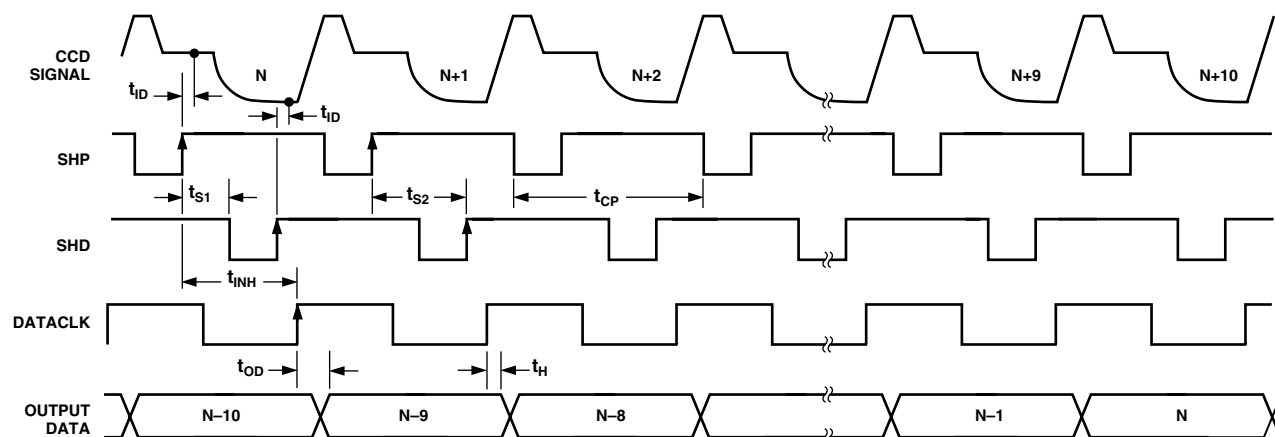 CCD
SIGNAL
N
N+1
N+2
N+9
N+10
tID
tID
SHP
tS1
tS2
tCP
SHD
tINH
DATACLK
tOD
tH
OUTPUT
DATA
N–10
N–9
N–8
N–1
N